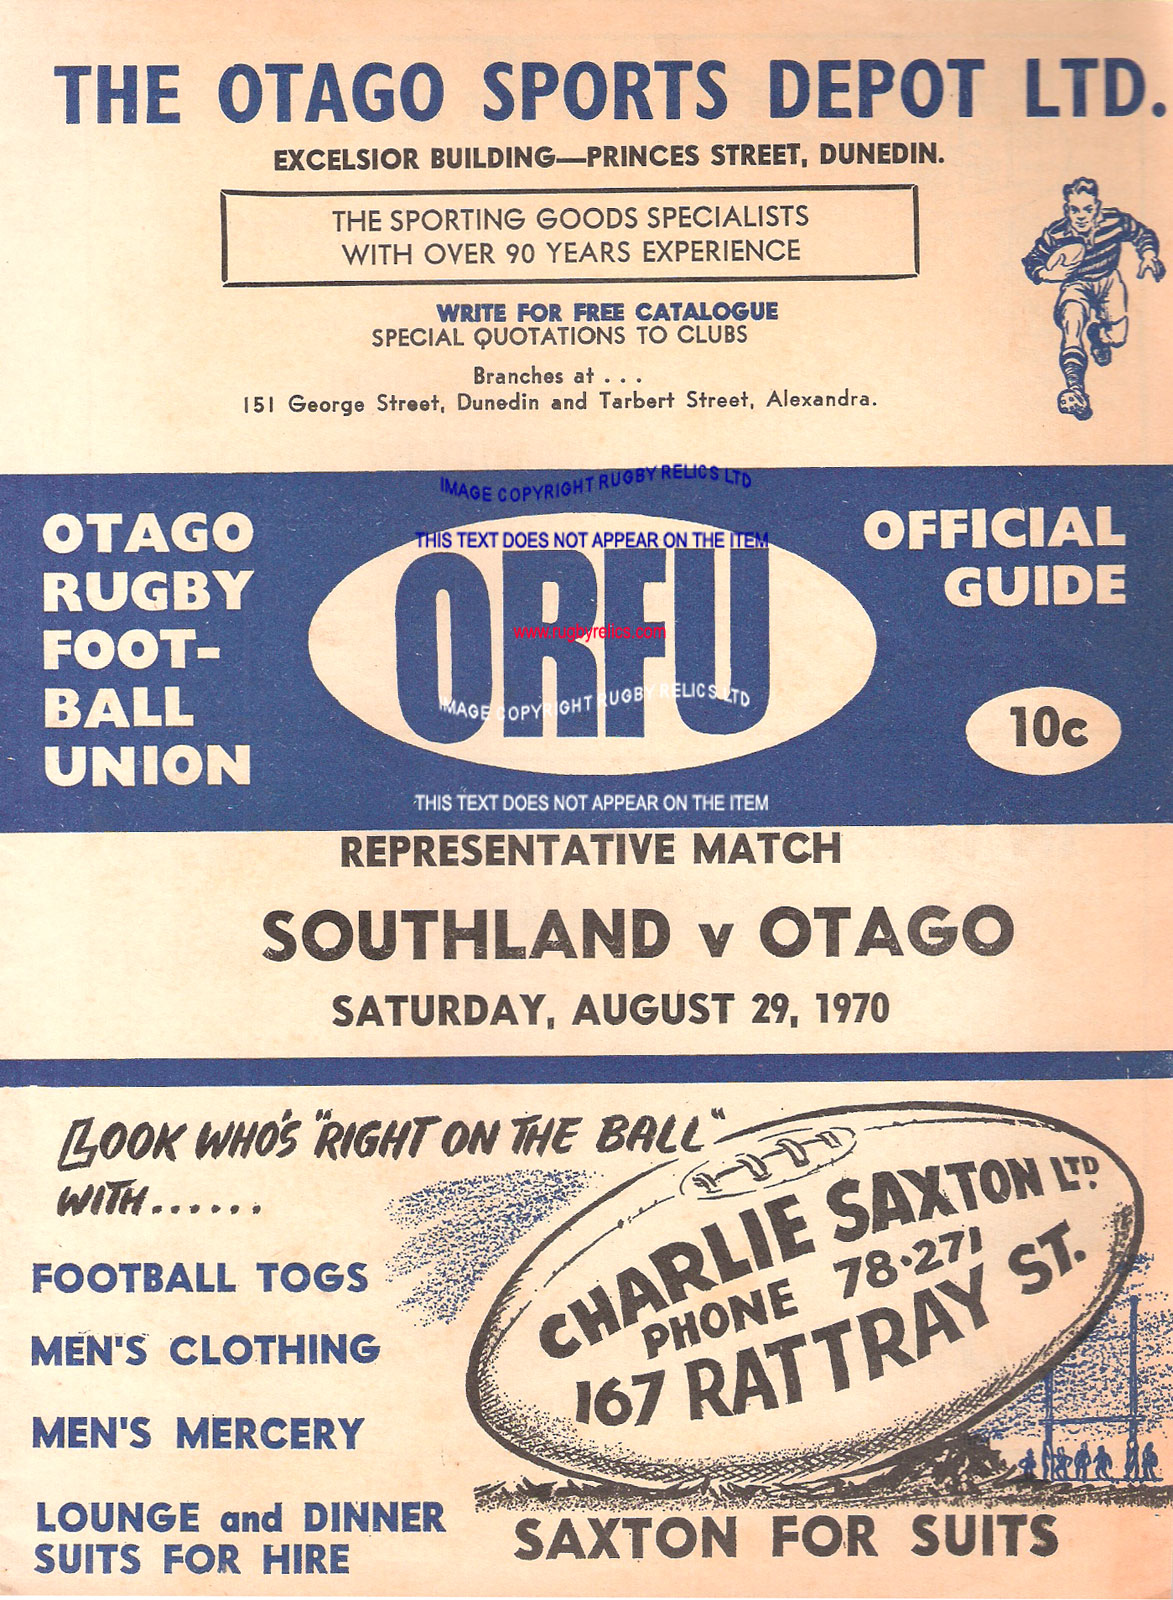 THE OTAGO SPORTS DEPOT LTD.
EXCELSIOR BUILDING—PRINCES STREET, DUNEDIN.
THE SPORTING GOODS SPECIALISTS
WITH OVER 90 YEARS EXPERIENCE
WRITE FOR FREE CATALOGUE
SPECIAL QUOTATIONS TO CLUBS
Branches at . . .
151 George Street, Dunedin and Tarbert Street, Alexandra.
IMAGE COPYRIGHT RUGBY RELICS LTD
THIS TEXT DOES NOT APPEAR ON THE ITEM
OTAGO
RUGBY
FOOT-
BALL
UNION
ORFU
www.rugbyrelics.com
IMAGE COPYRIGHT RUGBY RELICS LTD
THIS TEXT DOES NOT APPEAR ON THE ITEM
OFFICIAL
GUIDE
10c
REPRESENTATIVE MATCH
SOUTHLAND v OTAGO
SATURDAY, AUGUST 29, 1970
LOOK WHO'S "RIGHT ON THE BALL"
WITH......
FOOTBALL TOGS
MEN'S CLOTHING
MEN'S MERCERY
LOUNGE and DINNER
SUITS FOR HIRE
CHARLIE SAXTON LTD.
PHONE 78·271
167 RATTRAY ST.
SAXTON FOR SUITS